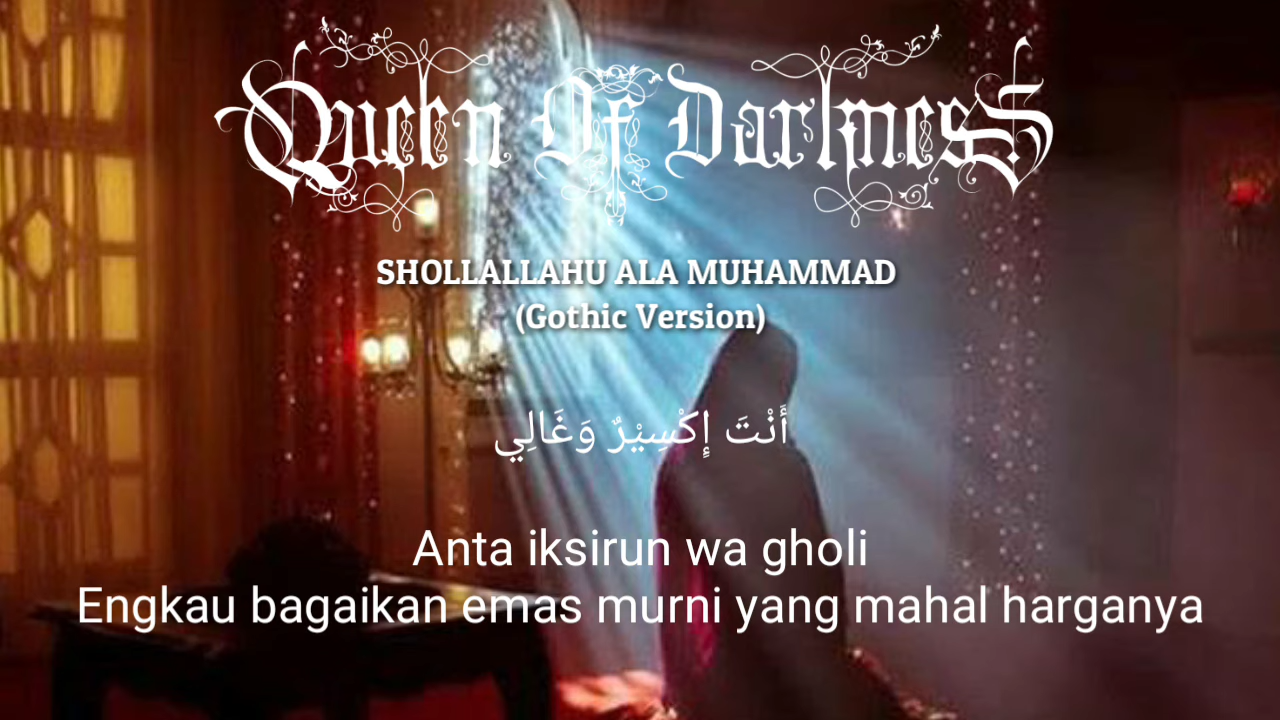 Queen Of Darkness
SHOLLALLAHU ALA MUHAMMAD
(Gothic Version)
أَنْتَ إِكْسِيْرٌ وَغَالِي
Anta iksirun wa gholi
Engkau bagaikan emas murni yang mahal harganya